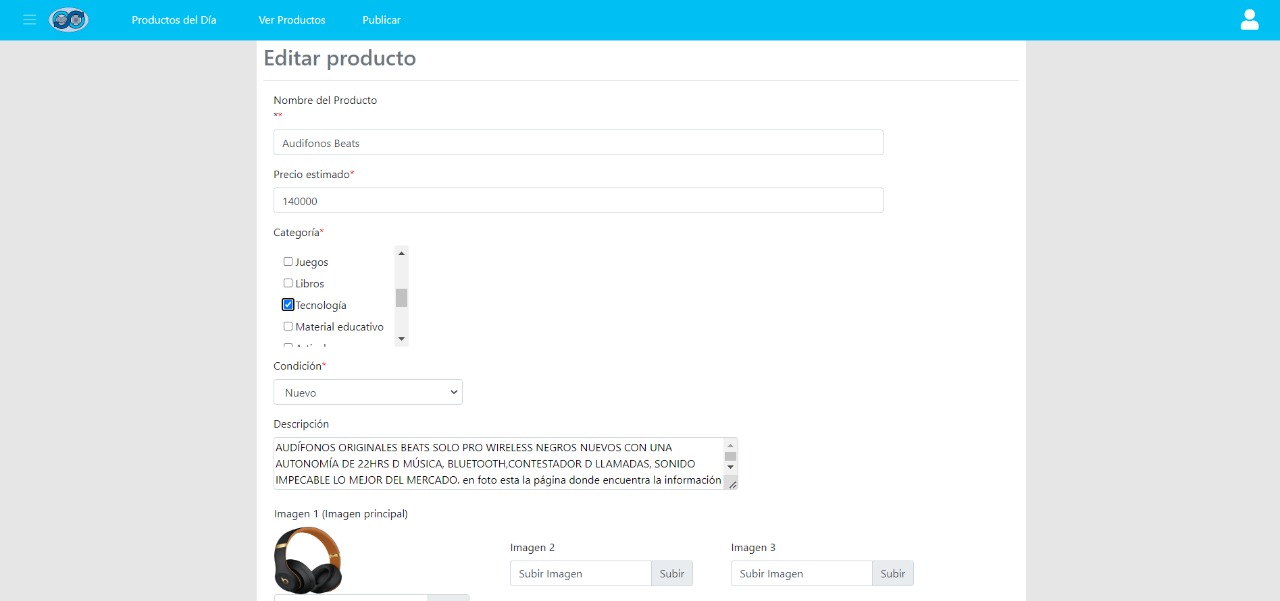 Productos del Día
Ver Productos
Publicar
Editar producto
Nombre del Producto
**
Audifonos Beats
Precio estimado*
140000
Categoría*
Juegos
Libros
Tecnología
Material educativo
Condición*
Nuevo
Descripción
AUDÍFONOS ORIGINALES BEATS SOLO PRO WIRELESS NEGROS NUEVOS CON UNA
AUTONOMÍA DE 22HRS D MÚSICA, BLUETOOTH,CONTESTADOR D LLAMADAS, SONIDO
IMPECABLE LO MEJOR DEL MERCADO. en foto esta la página donde encuentra la información
Imagen 1 (Imagen principal)
Imagen 2
Imagen 3
Subir Imagen
Subir
Subir Imagen
Subir